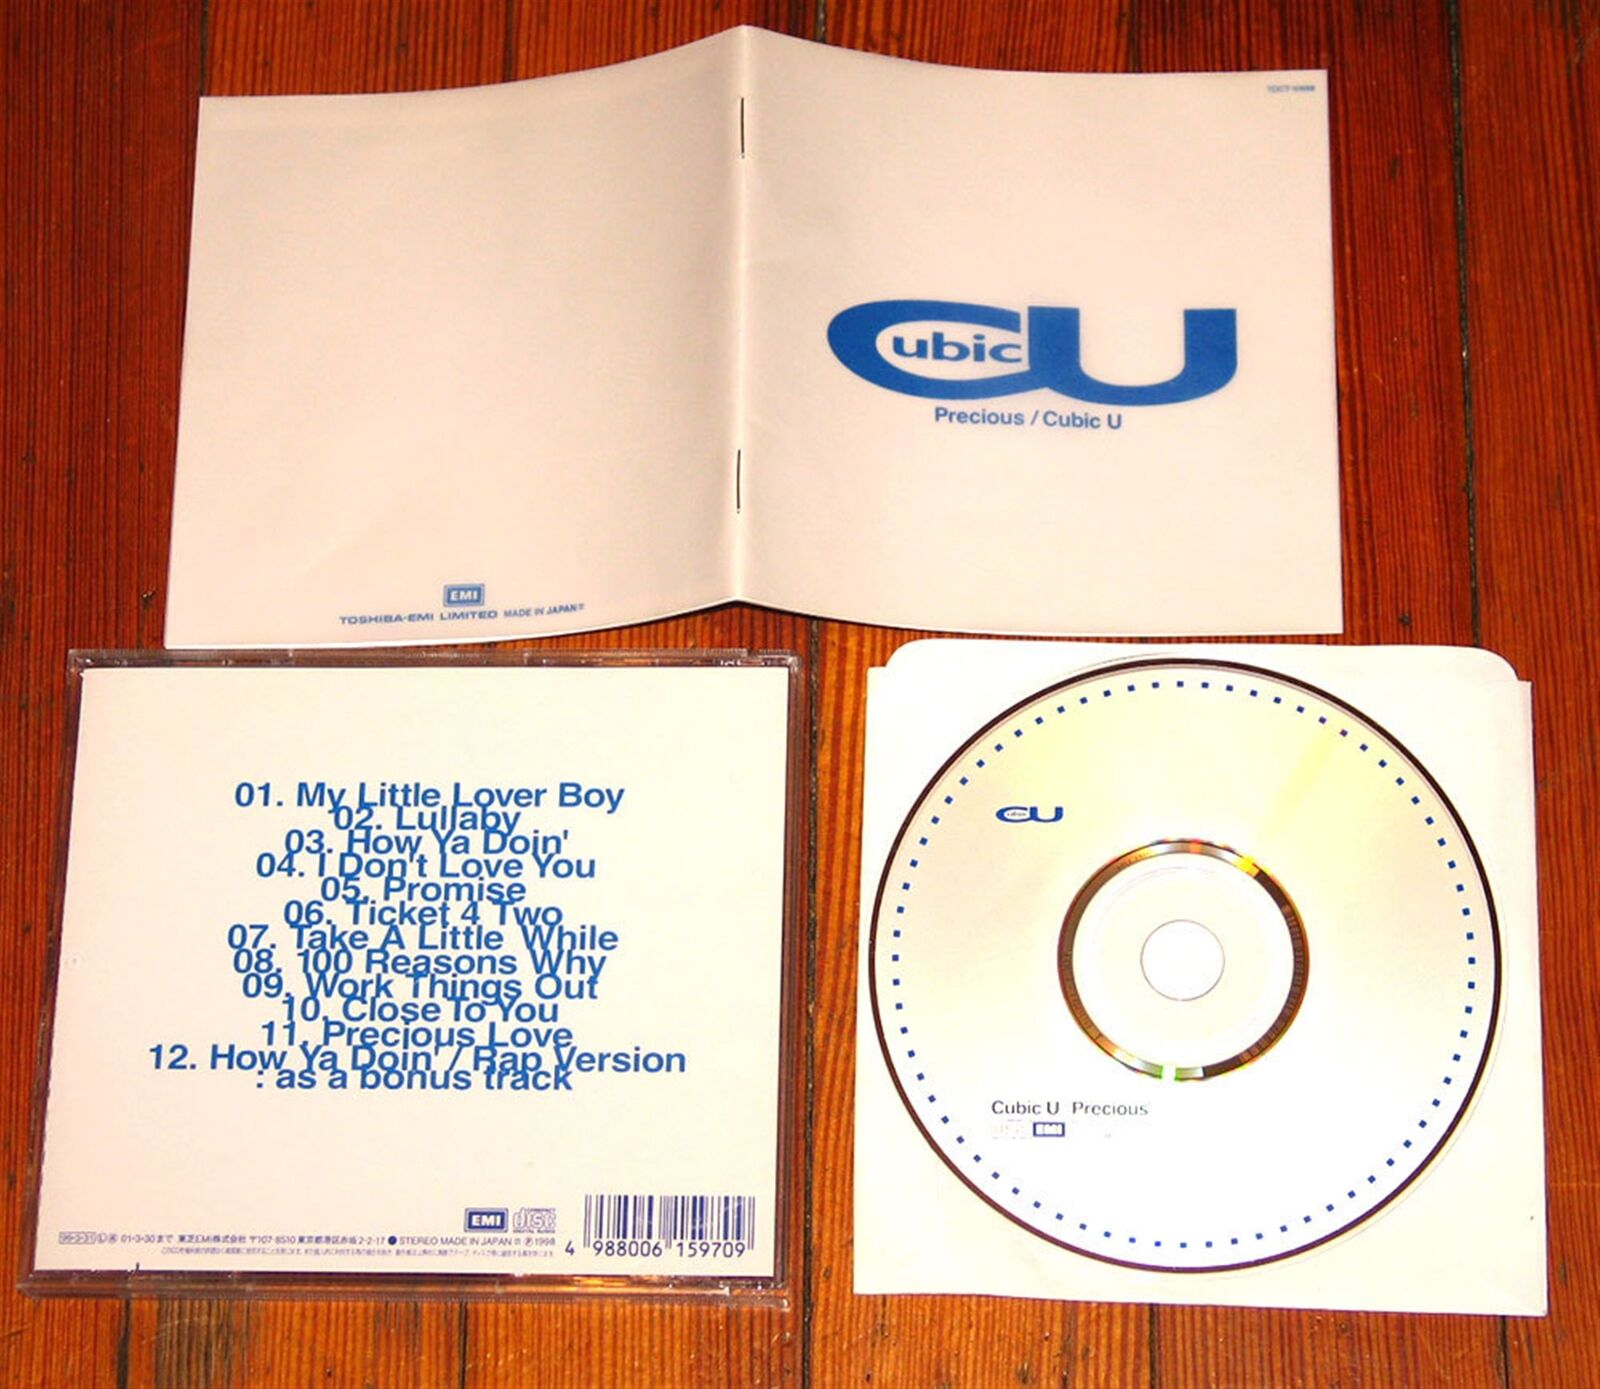 Cubic U
Precious / Cubic U
EMI
TOSHIBA-EMI LIMITED MADE IN JAPAN
01. My Little Lover Boy
02. Lullaby
03. How Ya Doin'
04. I Don't Love You
05. Promise
06. Ticket 4 Two
07. Take A Little While
08. 100 Reasons Why
09. Work Things Out
10. Close To You
11. Precious Love
12. How Ya Doin' / Rap Version
: as a bonus track
EMI disc
99-3-31 01-3-30まで 東芝EMI株式会社 〒107-8510 東京都港区赤坂2-2-17 ● STEREO MADE IN JAPAN ℗1998
4 988006 159709
Cubic U
Cubic U Precious
EMI